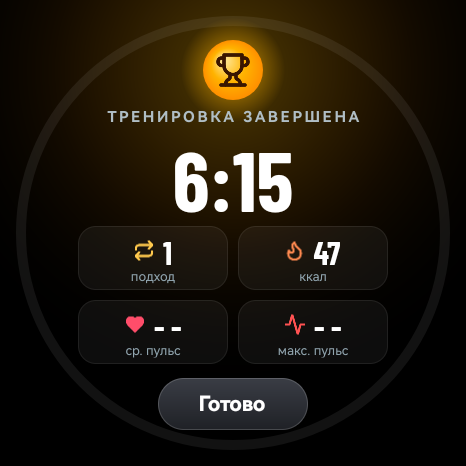 ТРЕНИРОВКА ЗАВЕРШЕНА
6:15
1
подход
47
ккал
--
ср. пульс
--
макс. пульс
Готово